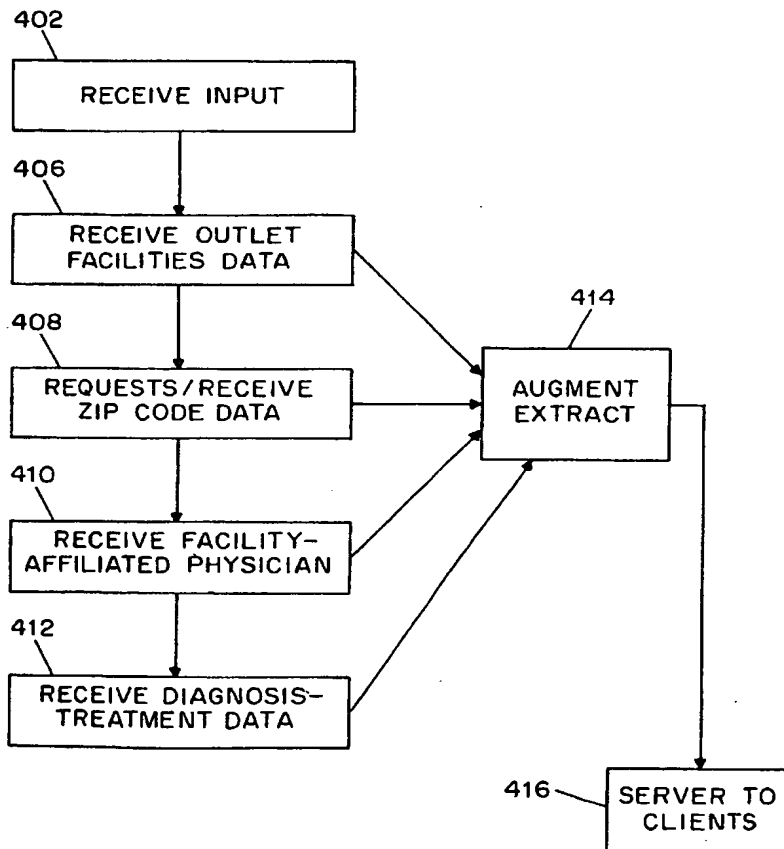 402
RECEIVE INPUT
406
RECEIVE OUTLET
FACILITIES DATA
408
REQUESTS/RECEIVE
ZIP CODE DATA
410
RECEIVE FACILITY-
AFFILIATED PHYSICIAN
412
RECEIVE DIAGNOSIS-
TREATMENT DATA
414
AUGMENT
EXTRACT
416
SERVER TO
CLIENTS